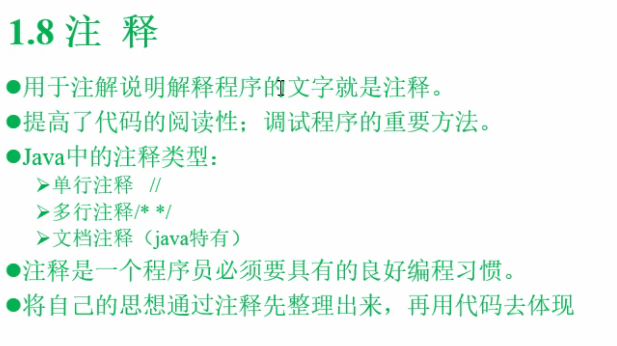 1.8 注 释
●用于注解说明解释程序的文字就是注释。
●提高了代码的阅读性；调试程序的重要方法。
●Java中的注释类型：
➢单行注释 //
➢多行注释/* */
➢文档注释（java特有）
●注释是一个程序员必须要具有的良好编程习惯。
●将自己的思想通过注释先整理出来，再用代码去体现